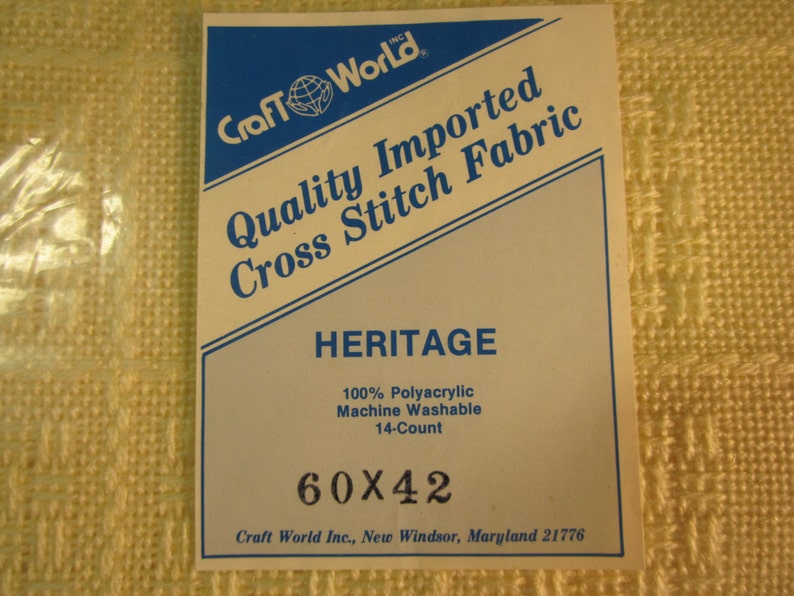 Craft World INC ®
Quality Imported
Cross Stitch Fabric
HERITAGE
100% Polyacrylic
Machine Washable
14-Count
60X42
Craft World Inc., New Windsor, Maryland 21776